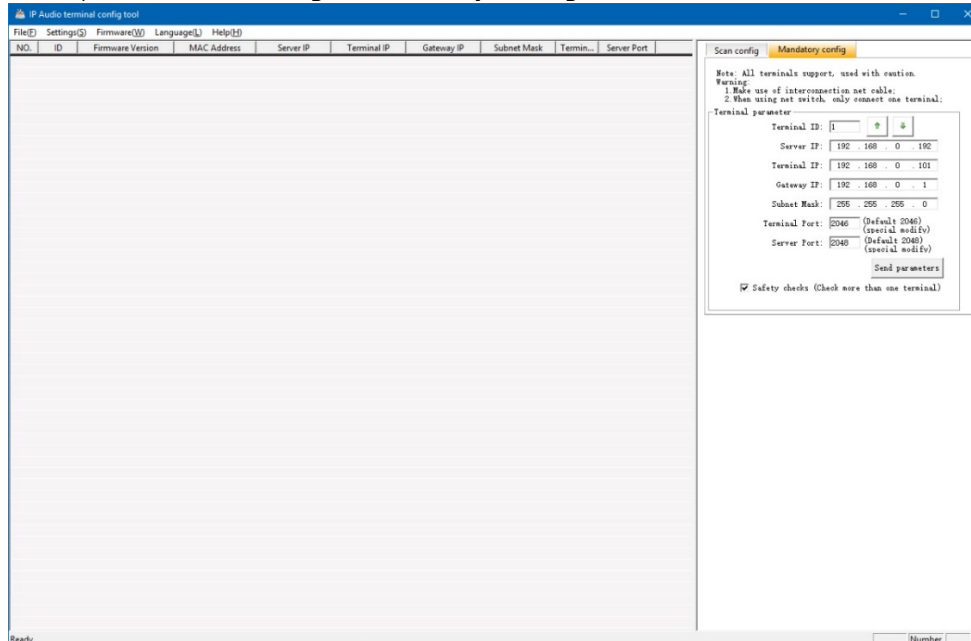 IP Audio terminal config tool
File(F) Settings(S) Firmware(W) Language(L) Help(H)
NO. ID Firmware Version MAC Address Server IP Terminal IP Gateway IP Subnet Mask Termin... Server Port
Scan config Mandatory config
Note: All terminals support, used with caution.
Warning:
1.Make use of interconnection net cable;
2.When using net switch, only connect one terminal;
Terminal parameter
Terminal ID: 1
Server IP: 192 . 168 . 0 . 192
Terminal IP: 192 . 168 . 0 . 101
Gateway IP: 192 . 168 . 0 . 1
Subnet Mask: 255 . 255 . 255 . 0
Terminal Port: 2046 (Default 2046)
(special modify)
Server Port: 2048 (Default 2048)
(special modify)
Send parameters
Safety checks (Check more than one terminal)
Ready
Number